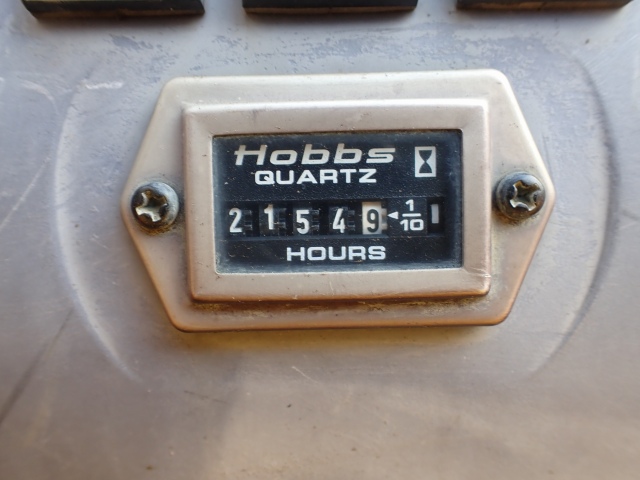 Hobbs
QUARTZ
21549 ◄ 1/10
HOURS